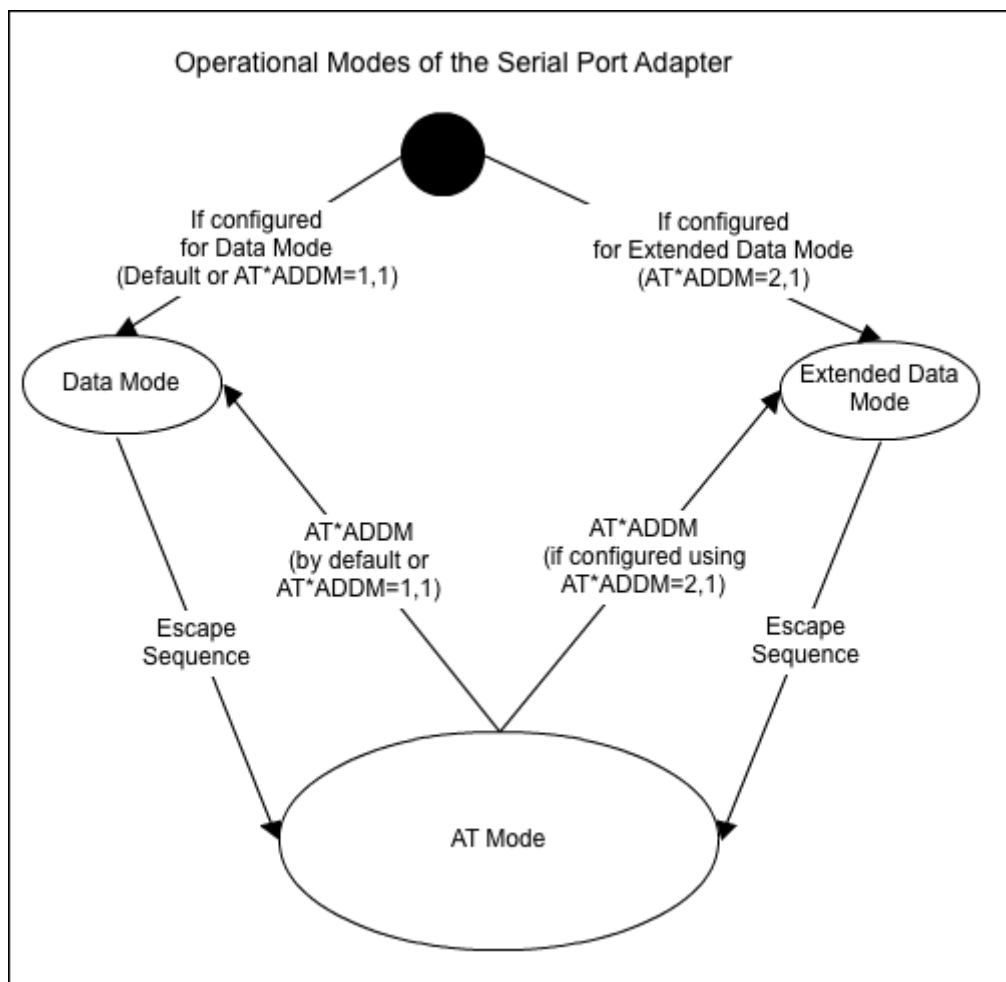 Operational Modes of the Serial Port Adapter
If configured
for Data Mode
(Default or AT*ADDM=1,1)
If configured
for Extended Data Mode
(AT*ADDM=2,1)
Data Mode
Extended Data
Mode
AT*ADDM
(by default or
AT*ADDM=1,1)
AT*ADDM
(if configured using
AT*ADDM=2,1)
Escape
Sequence
Escape
Sequence
AT Mode